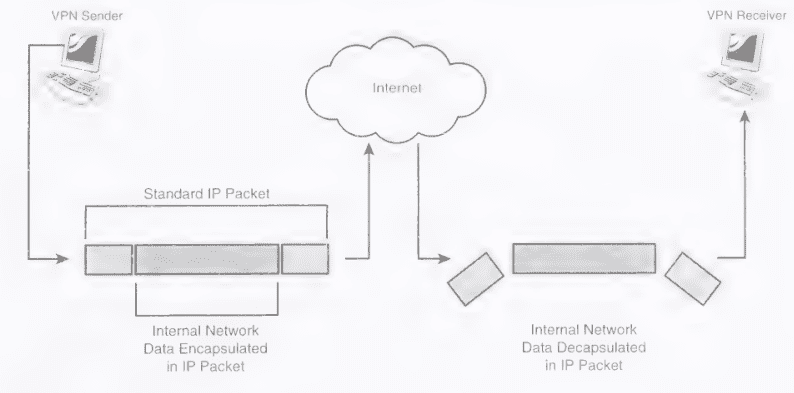 VPN Sender
VPN Receiver
Internet
Standard IP Packet
Internal Network
Data Encapsulated
in IP Packet
Internal Network
Data Decapsulated
in IP Packet